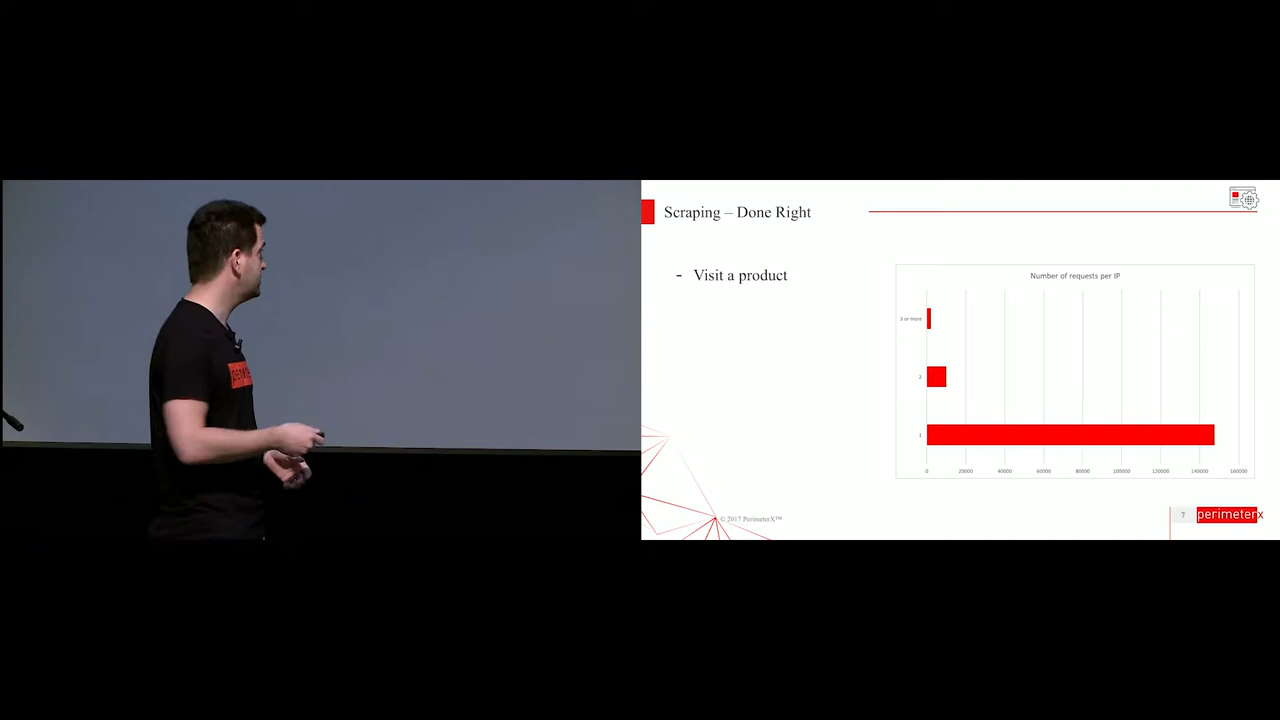 Scraping – Done Right
- Visit a product
Number of requests per IP
3 or more
2
1
0 20000 40000 60000 80000 100000 120000 140000 160000
© 2017 PerimeterX™
7
perimeterx